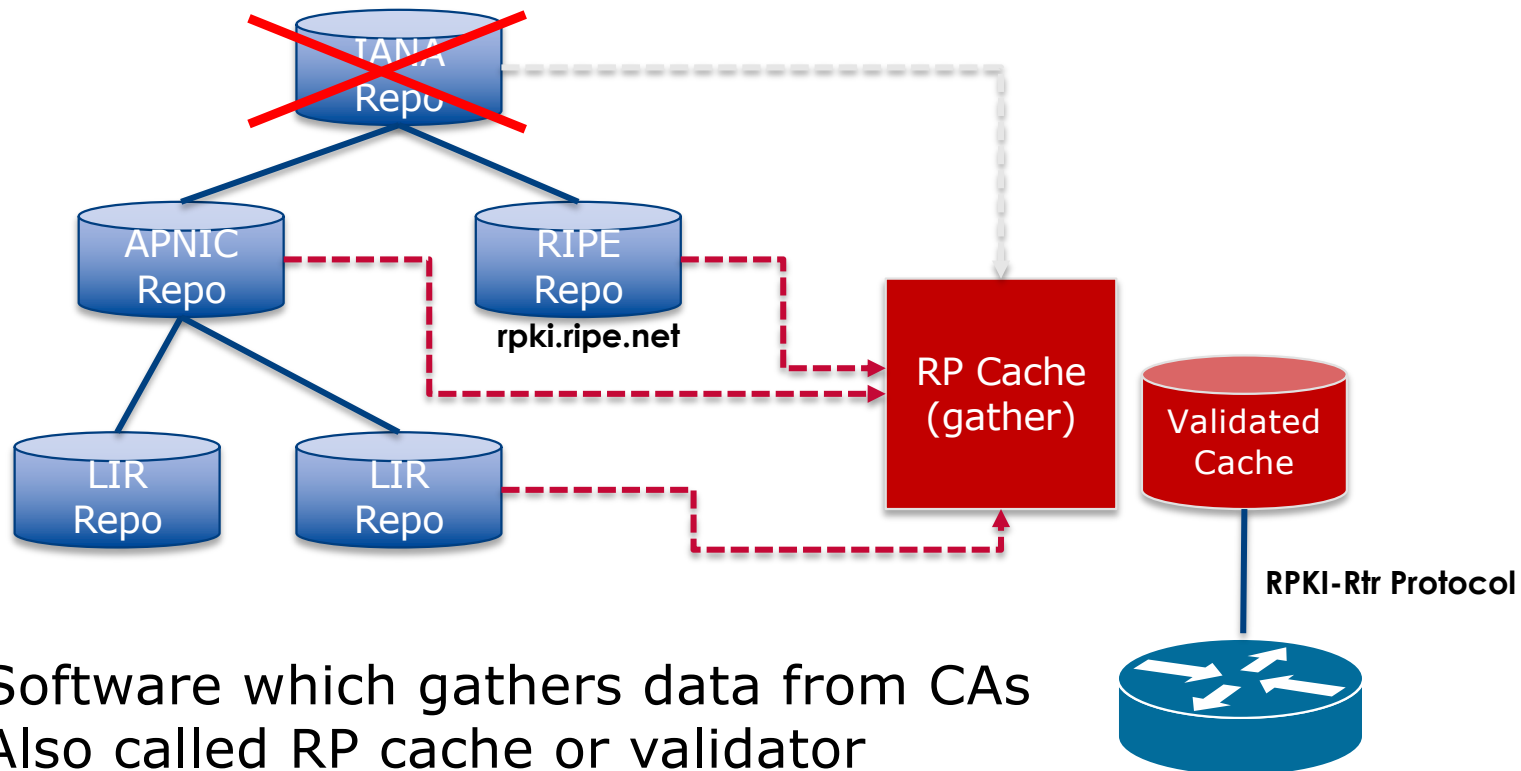 IANA
Repo
APNIC
Repo
RIPE
Repo
rpki.ripe.net
LIR
Repo
LIR
Repo
RP Cache
(gather)
Validated
Cache
RPKI-Rtr Protocol
Software which gathers data from CAs
Also called RP cache or validator